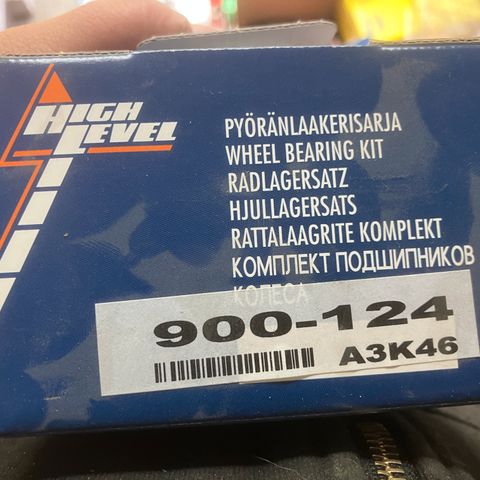 HIGH
LEVEL
PYÖRÄNLAAKERISARJA
WHEEL BEARING KIT
RADLAGERSATZ
HJULLAGERSATS
RATTALAAGRITE KOMPLEKT
КОМПЛЕКТ ПОДШИПНИКОВ
КОЛЕСА
900-124
A3K46